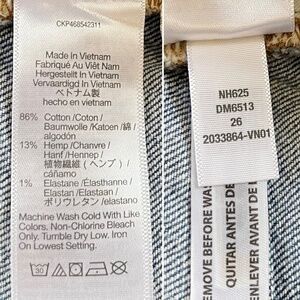 CKP468542311
Made In Vietnam
Fabriqué Au Viêt Nam
Hergestellt In Vietnam
Vervaardigd In Vietnam
ベトナム製
hecho en vietnam
86% Cotton /Coton /
Baumwolle /Katoen /綿 /
algodón
13% Hemp /Chanvre /
Hanf /Hennep /
植物繊維（ヘンプ）/
cáñamo
1% Elastane /Élasthanne /
Elastan /Elastaan /
ポリウレタン /elastano
Machine Wash Cold With Like
Colors. Non-Chlorine Bleach
Only. Tumble Dry Low. Iron
On Lowest Setting.
30
NH625
DM6513
26
2033864-VN01
MOVE BEFORE WA
QUITAR ANTES DE
ENLEVER AVANT DE